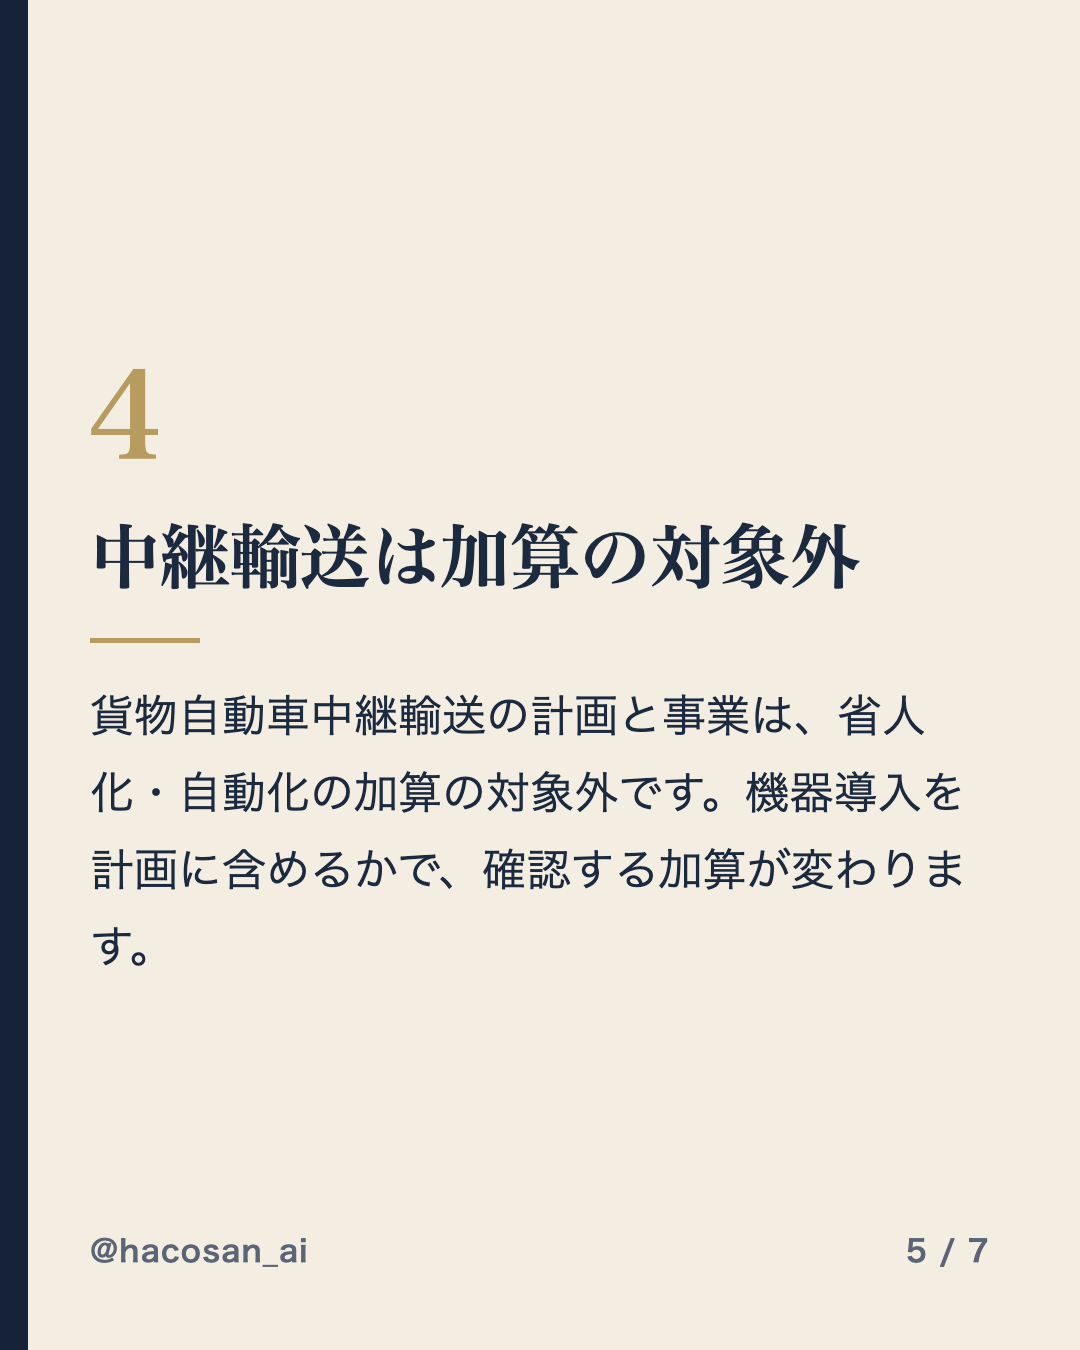 4
中継輸送は加算の対象外
貨物自動車中継輸送の計画と事業は、省人
化・自動化の加算の対象外です。機器導入を
計画に含めるかで、確認する加算が変わりま
す。
@hacosan_ai
5 / 7